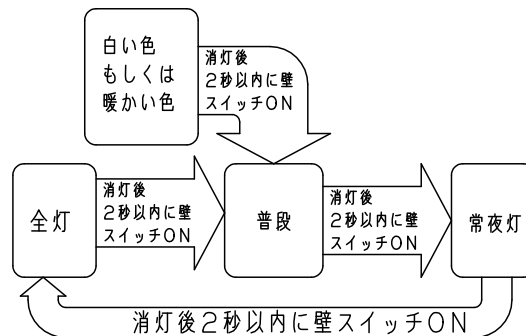 白い色
もしくは
暖かい色
消灯後
2秒以内に壁
スイッチON
全灯
消灯後
2秒以内に壁
スイッチON
普段
消灯後
2秒以内に壁
スイッチON
常夜灯
消灯後2秒以内に壁スイッチON